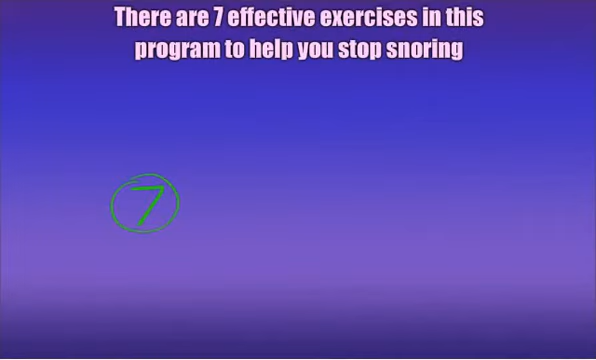 There are 7 effective exercises in this
program to help you stop snoring
7